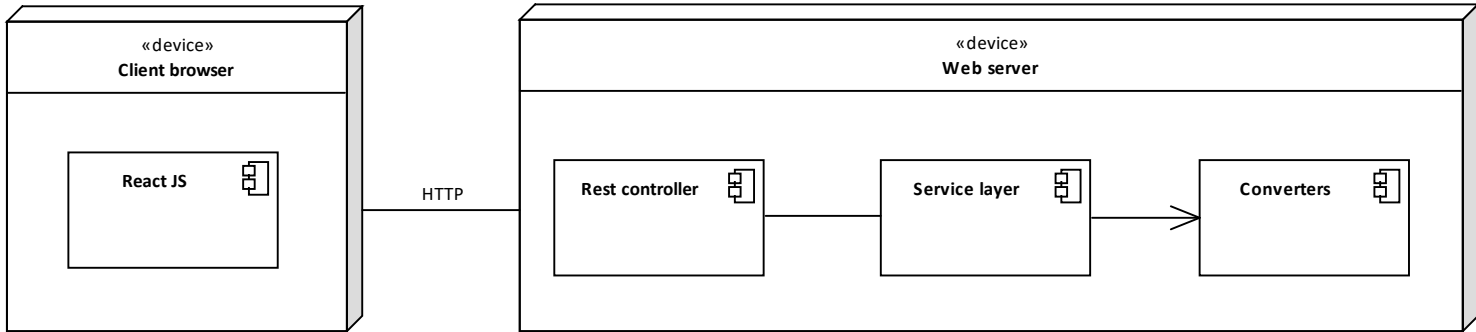 «device»
Client browser
React JS
HTTP
«device»
Web server
Rest controller
Service layer
Converters